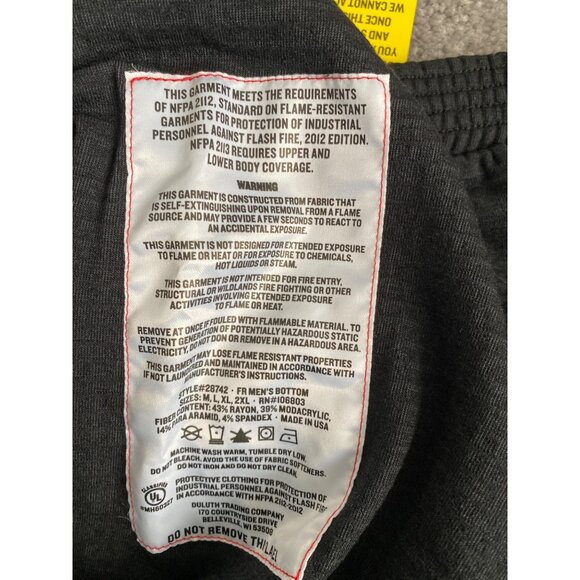 YOU
AND S
ONCE THIS
WE CANNOT A
THIS GARMENT MEETS THE REQUIREMENTS
OF NFPA 2112, STANDARD ON FLAME-RESISTANT
GARMENTS FOR PROTECTION OF INDUSTRIAL
PERSONNEL AGAINST FLASH FIRE, 2012 EDITION.
NFPA 2113 REQUIRES UPPER AND
LOWER BODY COVERAGE.
WARNING
THIS GARMENT IS CONSTRUCTED FROM FABRIC THAT
IS SELF-EXTINGUISHING UPON REMOVAL FROM A FLAME
SOURCE AND MAY PROVIDE A FEW SECONDS TO REACT TO
AN ACCIDENTAL EXPOSURE.
THIS GARMENT IS NOT DESIGNED FOR EXTENDED EXPOSURE
TO FLAME OR HEAT OR FOR EXPOSURE TO CHEMICALS,
HOT LIQUIDS OR STEAM.
THIS GARMENT IS NOT INTENDED FOR FIRE ENTRY,
STRUCTURAL OR WILDLANDS FIRE FIGHTING OR OTHER
ACTIVITIES INVOLVING EXTENDED EXPOSURE
TO FLAME OR HEAT.
REMOVE AT ONCE IF FOULED WITH FLAMMABLE MATERIAL. TO
PREVENT GENERATION OF POTENTIALLY HAZARDOUS STATIC
ELECTRICITY, DO NOT DON OR REMOVE IN A HAZARDOUS AREA.
THIS GARMENT MAY LOSE FLAME RESISTANT PROPERTIES
IF NOT LAUNDERED AND MAINTAINED IN ACCORDANCE WITH
MANUFACTURER'S INSTRUCTIONS.
STYLE#28742 • FR MEN'S BOTTOM
SIZES: M, L, XL, 2XL • RN#106803
FIBER CONTENT: 43% RAYON, 39% MODACRYLIC,
14% PARA ARAMID, 4% SPANDEX • MADE IN USA
MACHINE WASH WARM, TUMBLE DRY LOW.
DO NOT BLEACH. AVOID THE USE OF FABRIC SOFTENERS.
DO NOT IRON AND DO NOT DRY CLEAN.
CLASSIFIED
UL
#MH60227
PROTECTIVE CLOTHING FOR PROTECTION OF
INDUSTRIAL PERSONNEL AGAINST FLASH FIRE
IN ACCORDANCE WITH NFPA 2112-2012
DULUTH TRADING COMPANY
170 COUNTRYSIDE DRIVE
BELLEVILLE, WI 53508
DO NOT REMOVE THI LAEL